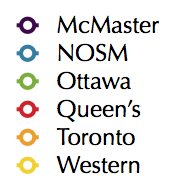 McMaster
NOSM
Ottawa
Queen's
Toronto
Western